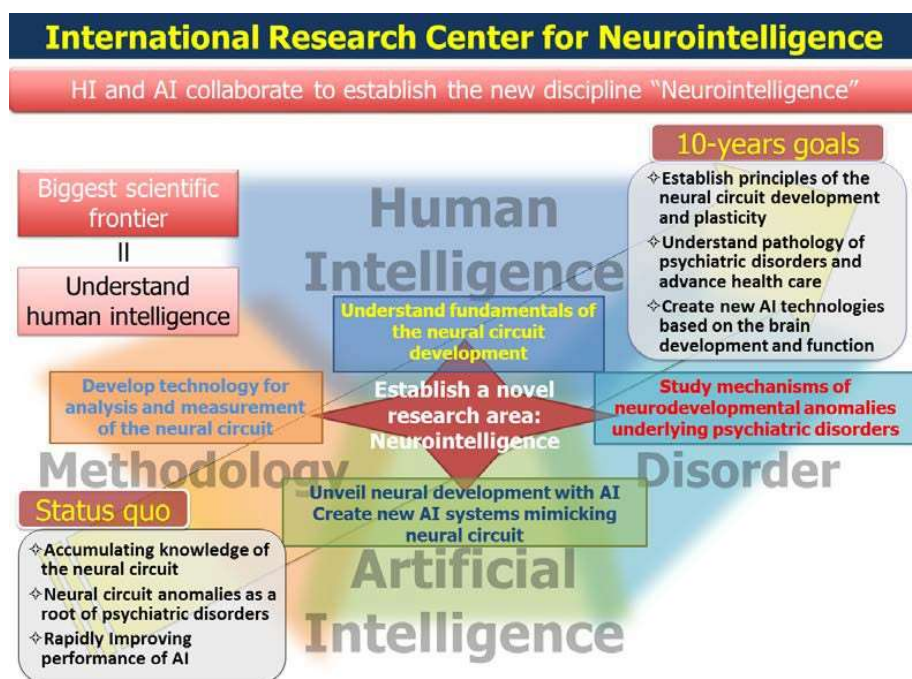 International Research Center for Neurointelligence
HI and AI collaborate to establish the new discipline “Neurointelligence”
10-years goals
✧Establish principles of the
neural circuit development
and plasticity
✧Understand pathology of
psychiatric disorders and
advance health care
✧Create new AI technologies
based on the brain
development and function
Biggest scientific
frontier
=
Understand
human intelligence
Human
Intelligence
Understand fundamentals of
the neural circuit
development
Develop technology for
analysis and measurement
of the neural circuit
Establish a novel
research area:
Neurointelligence
Study mechanisms of
neurodevelopmental anomalies
underlying psychiatric disorders
Methodology
Disorder
Unveil neural development with AI
Create new AI systems mimicking
neural circuit
Status quo
✧Accumulating knowledge of
the neural circuit
✧Neural circuit anomalies as a
root of psychiatric disorders
✧Rapidly Improving
performance of AI
Artificial
Intelligence